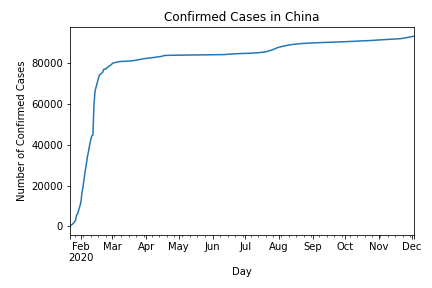 Confirmed Cases in China
Number of Confirmed Cases
80000
60000
40000
20000
0
Feb Mar Apr May Jun Jul Aug Sep Oct Nov Dec
2020
Day